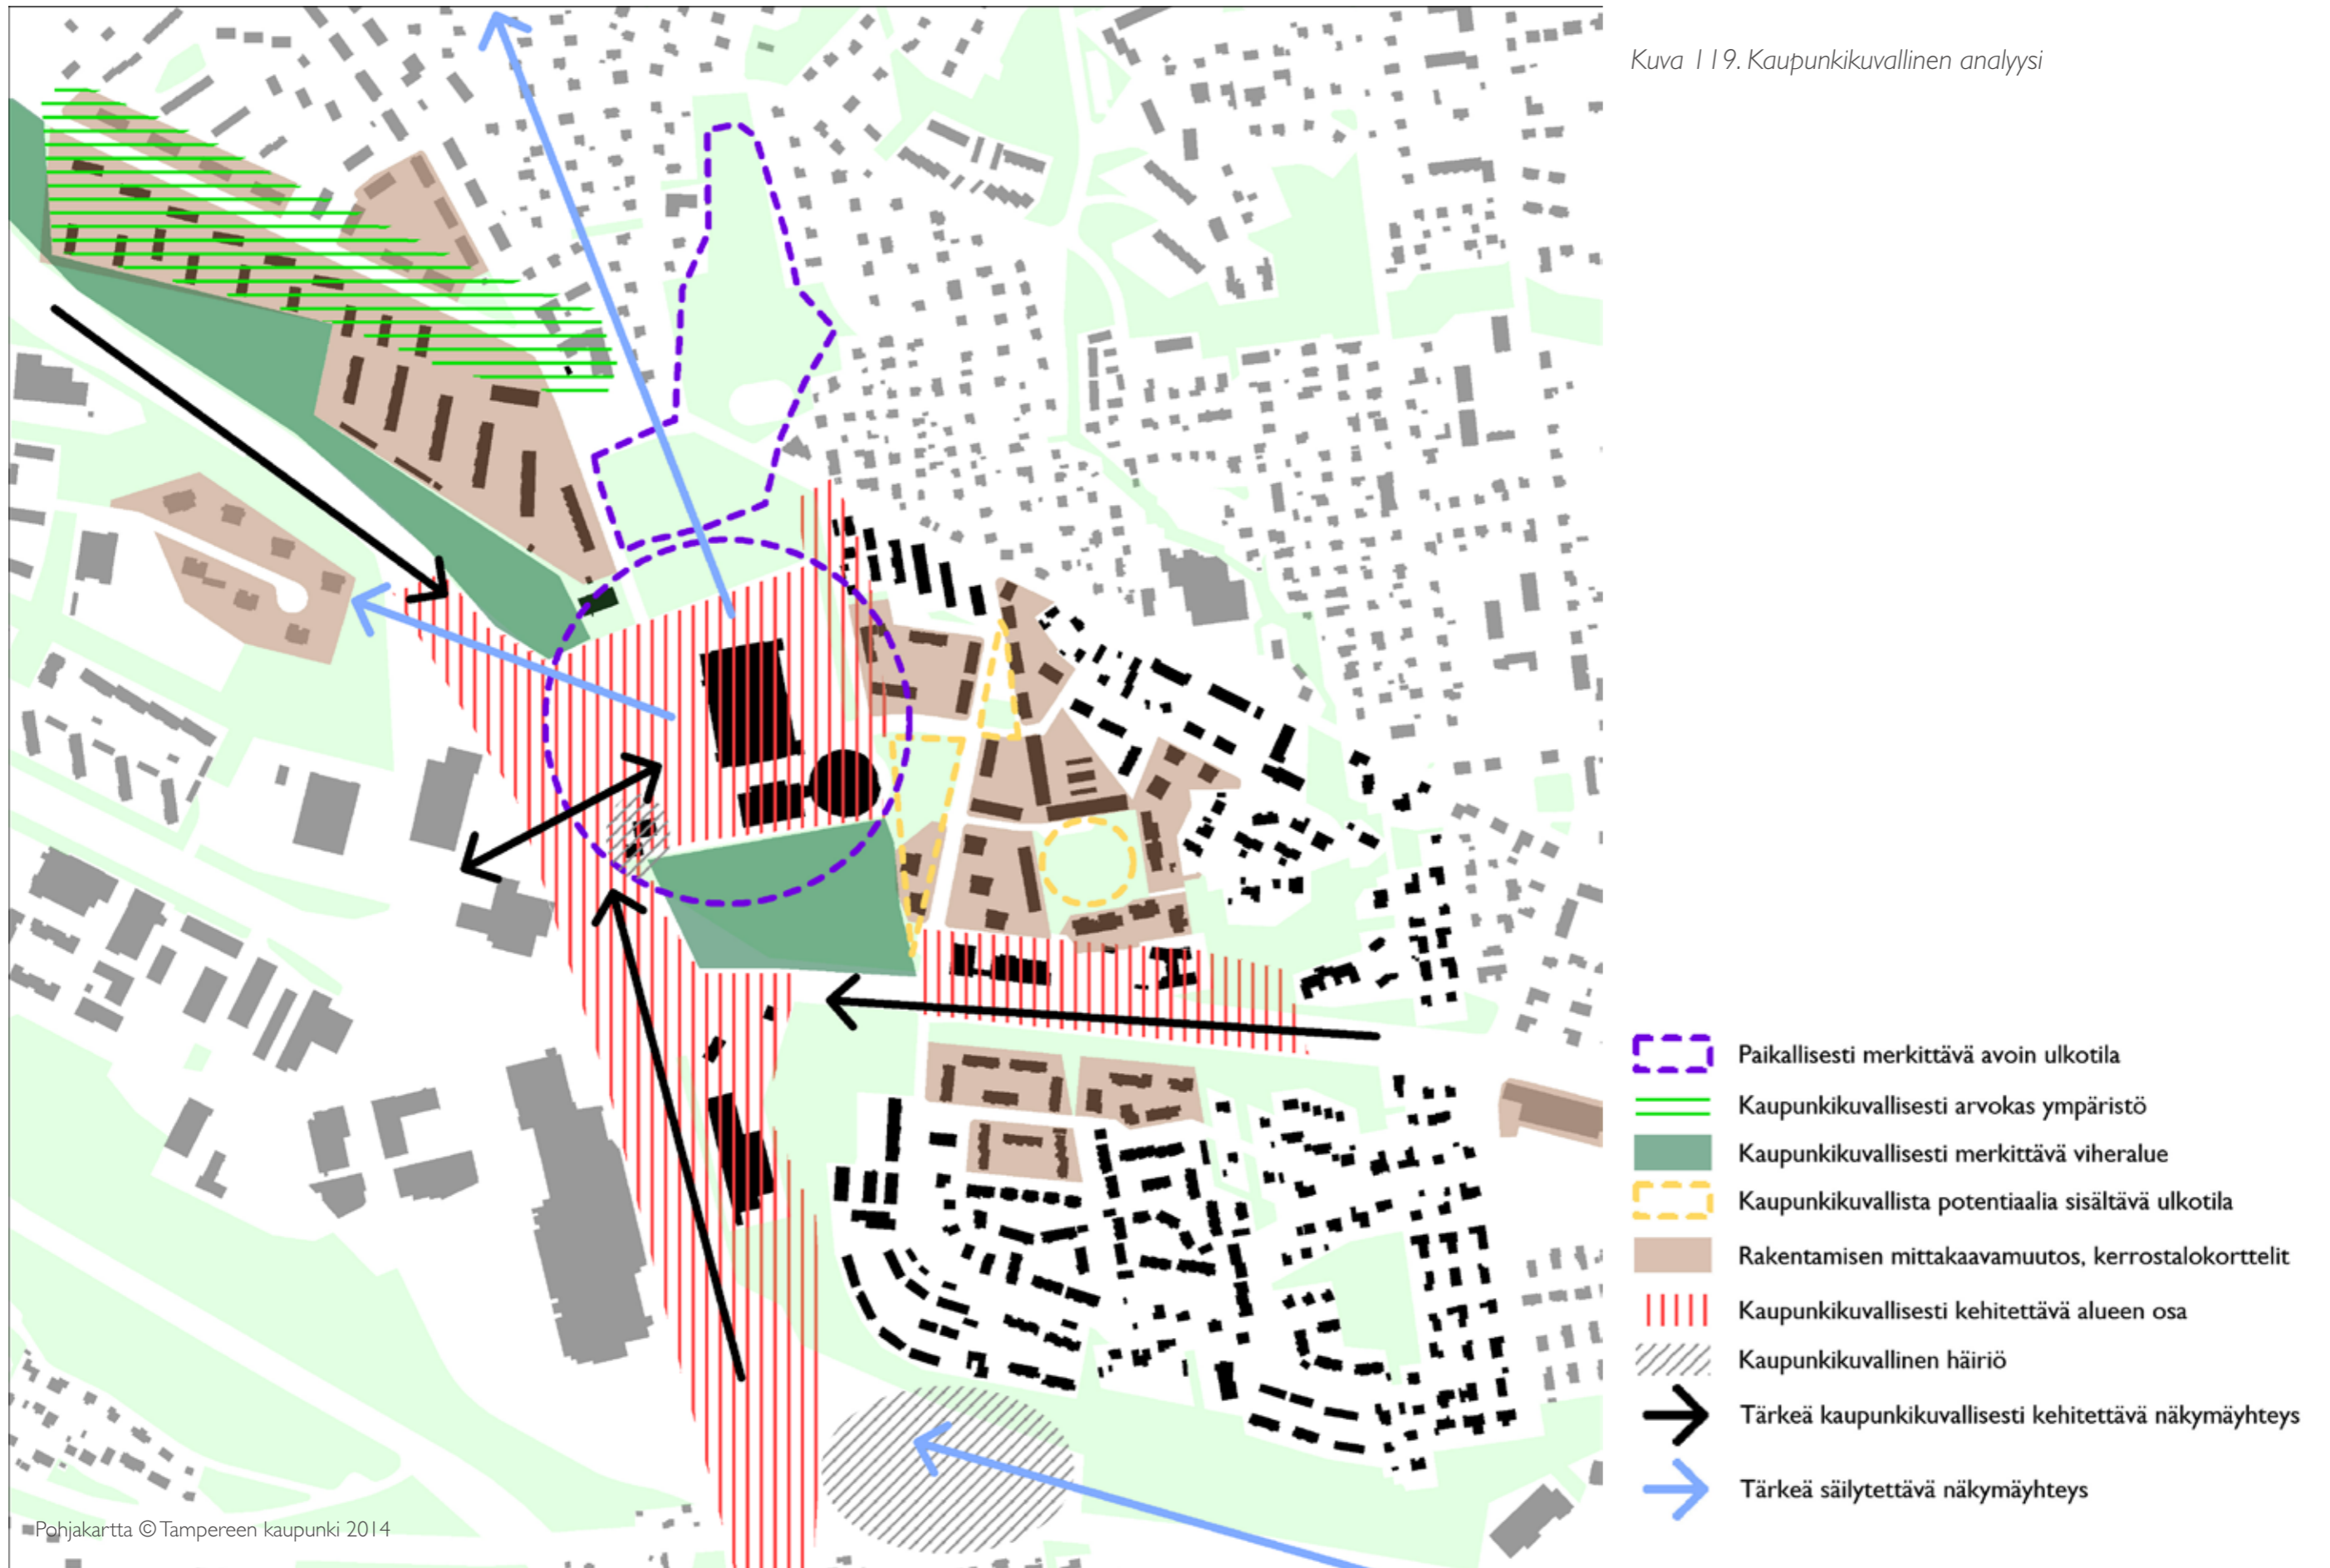 Kuva 119. Kaupunkikuvallinen analyysi
Paikallisesti merkittävä avoin ulkotila
Kaupunkikuvallisesti arvokas ympäristö
Kaupunkikuvallisesti merkittävä viheralue
Kaupunkikuvallista potentiaalia sisältävä ulkotila
Rakentamisen mittakaavamuutos, kerrostalokorttelit
Kaupunkikuvallisesti kehitettävä alueen osa
Kaupunkikuvallinen häiriö
Tärkeä kaupunkikuvallisesti kehitettävä näkymäyhteys
Tärkeä säilytettävä näkymäyhteys
Pohjakartta © Tampereen kaupunki 2014